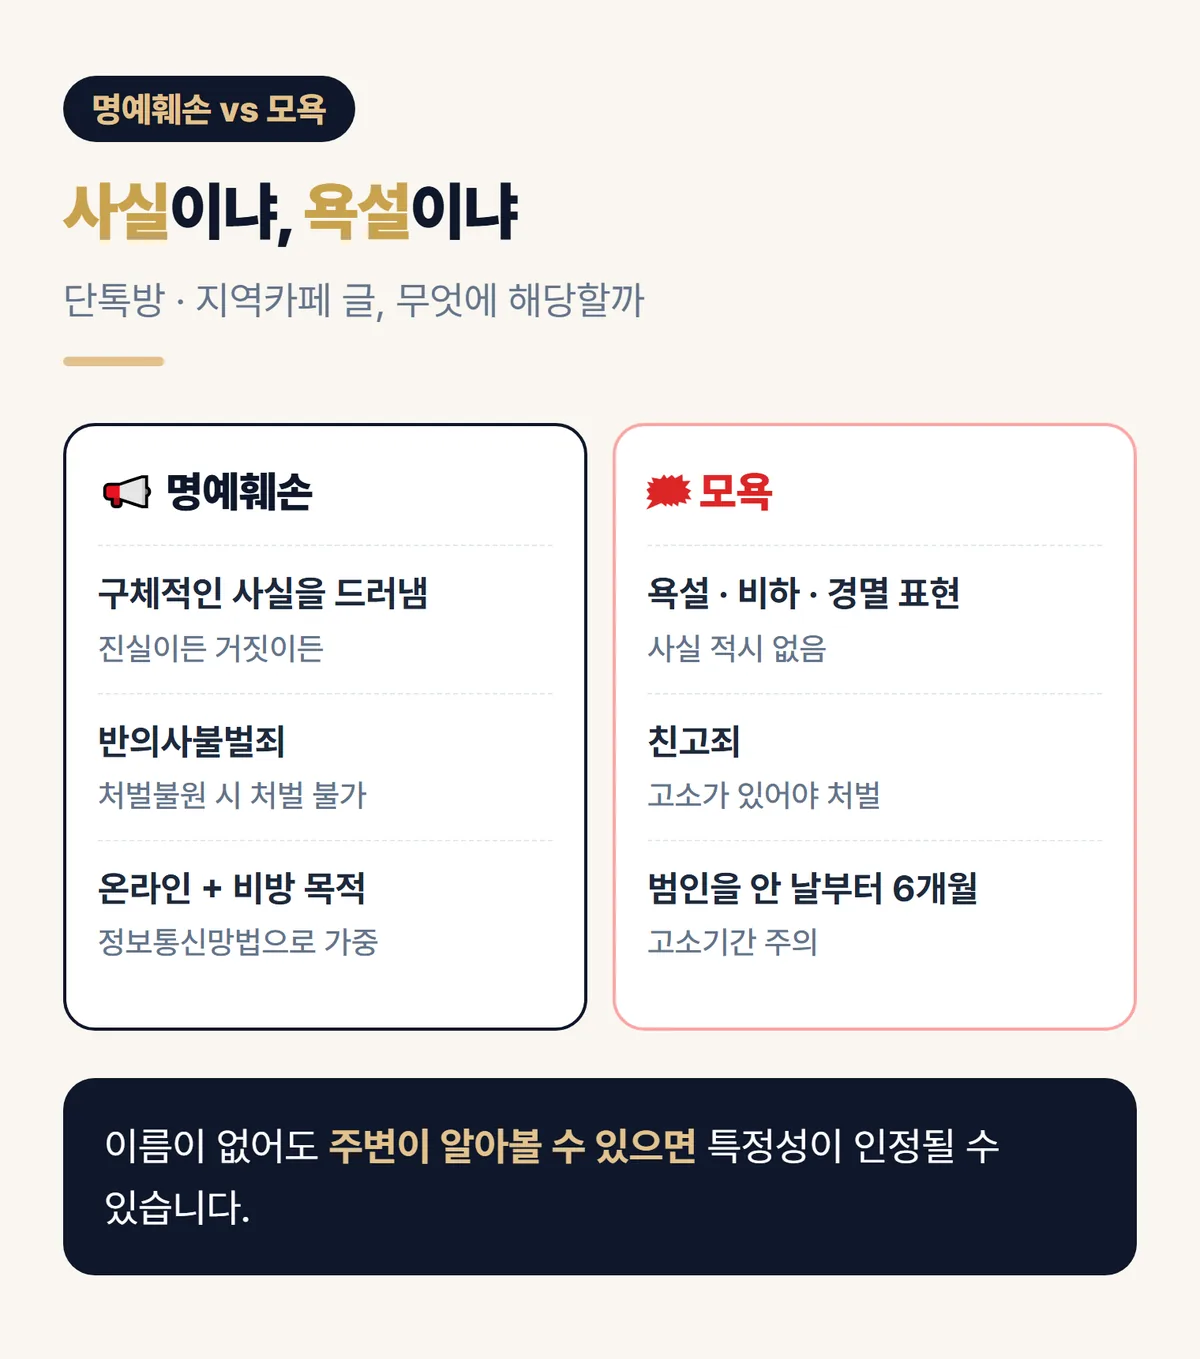 명예훼손 vs 모욕
사실이냐, 욕설이냐
단톡방 · 지역카페 글, 무엇에 해당할까
명예훼손
구체적인 사실을 드러냄
진실이든 거짓이든
반의사불벌죄
처벌불원 시 처벌 불가
온라인 + 비방 목적
정보통신망법으로 가중
모욕
욕설 · 비하 · 경멸 표현
사실 적시 없음
친고죄
고소가 있어야 처벌
범인을 안 날부터 6개월
고소기간 주의
이름이 없어도 주변이 알아볼 수 있으면 특정성이 인정될 수
있습니다.